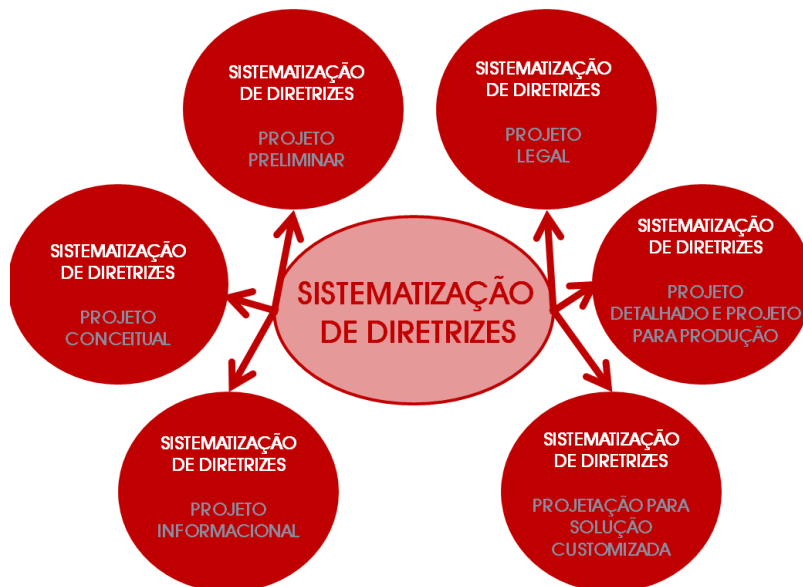 SISTEMATIZAÇÃO
DE DIRETRIZES
PROJETO
PRELIMINAR
SISTEMATIZAÇÃO
DE DIRETRIZES
PROJETO
LEGAL
SISTEMATIZAÇÃO
DE DIRETRIZES
PROJETO
CONCEITUAL
SISTEMATIZAÇÃO
DE DIRETRIZES
SISTEMATIZAÇÃO
DE DIRETRIZES
PROJETO
DETALHADO E PROJETO
PARA PRODUÇÃO
SISTEMATIZAÇÃO
DE DIRETRIZES
PROJETO
INFORMACIONAL
SISTEMATIZAÇÃO
DE DIRETRIZES
PROJETAÇÃO PARA
SOLUÇÃO
CUSTOMIZADA